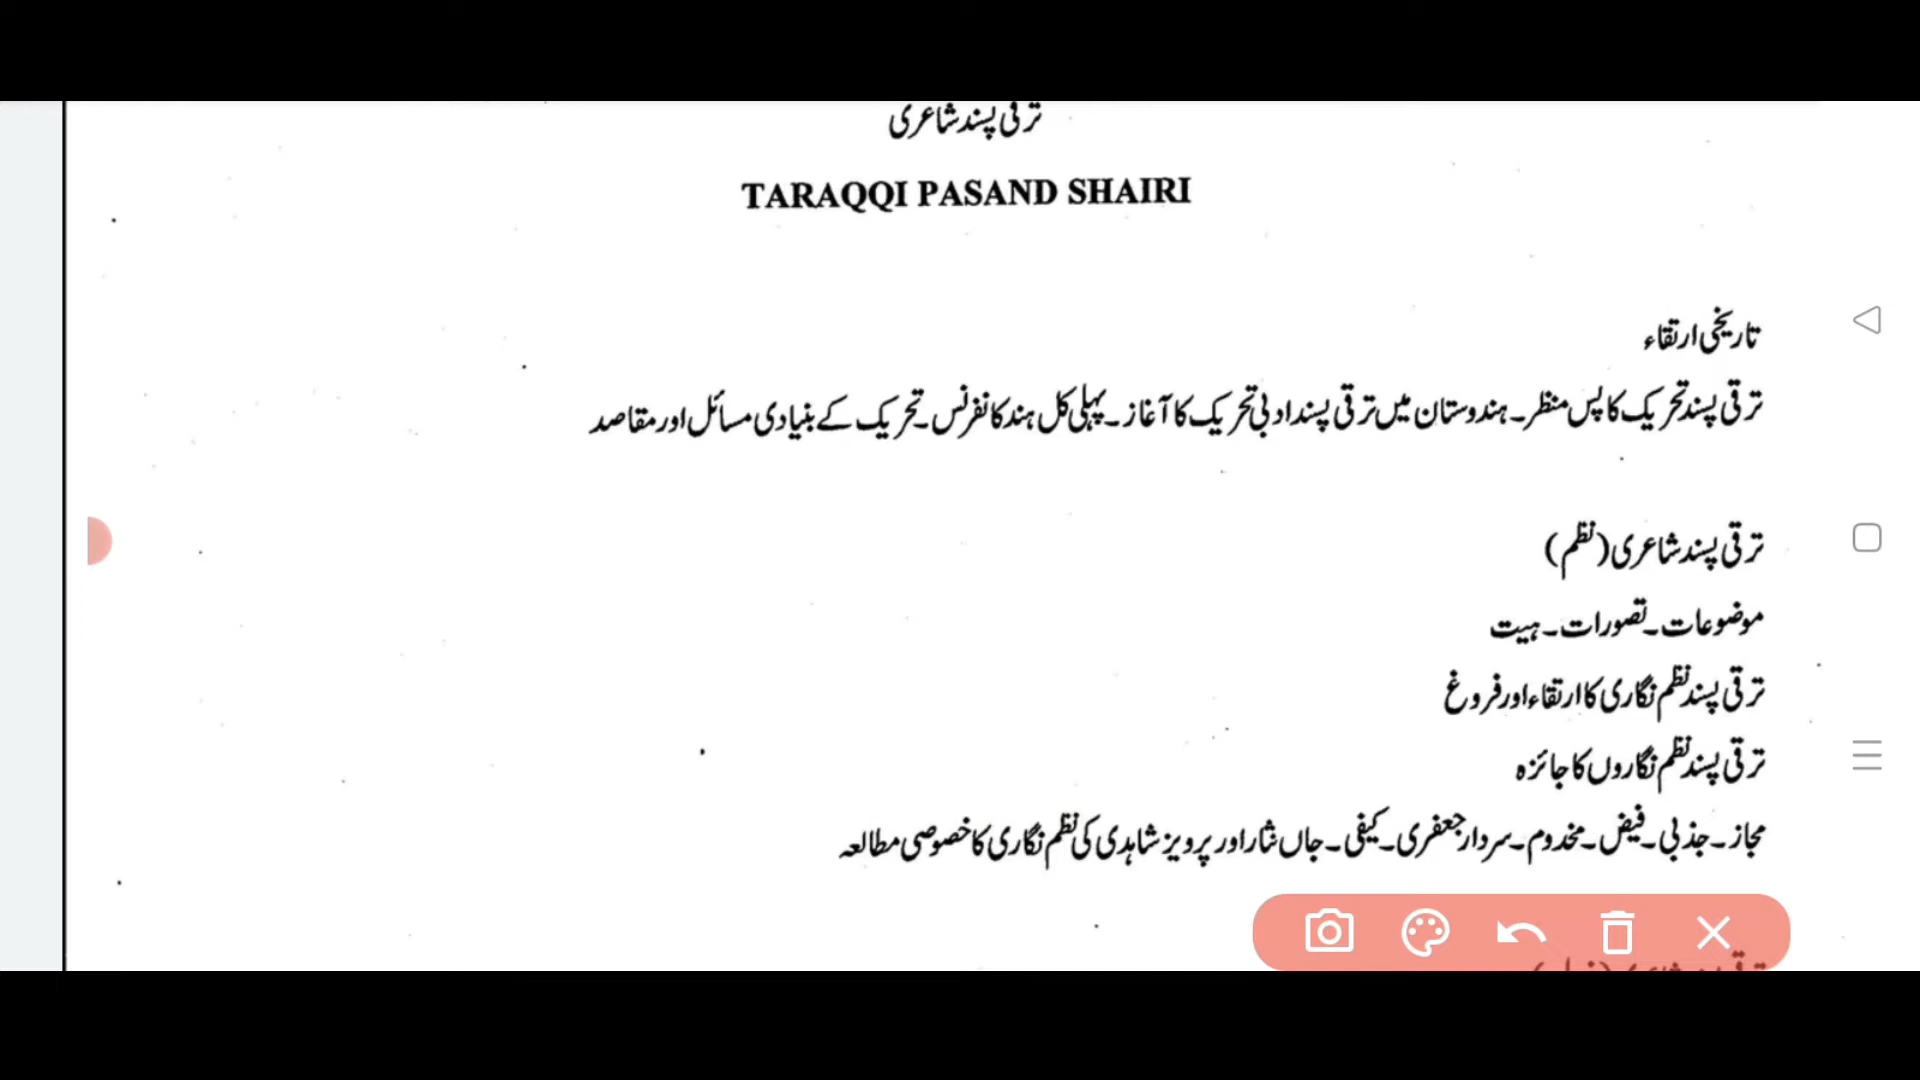 ترقی پسند شاعری
TARAQQI PASAND SHAIRI
تاریخی ارتقاء
ترقی پسند تحریک کا پس منظر۔ ہندوستان میں ترقی پسند ادبی تحریک کا آغاز۔ پہلی کل ہند کانفرنس۔ تحریک کے بنیادی مسائل اور مقاصد
ترقی پسند شاعری (نظم)
موضوعات۔ تصورات۔ ہیت
ترقی پسند نظم نگاری کا ارتقاء اور فروغ
ترقی پسند نظم نگاروں کا جائزہ
مجاز۔ جذبی۔ فیض۔ مخدوم۔ سردار جعفری۔ کیفی۔ جاں نثار اور پرویز شاہدی کی نظم نگاری کا خصوصی مطالعہ